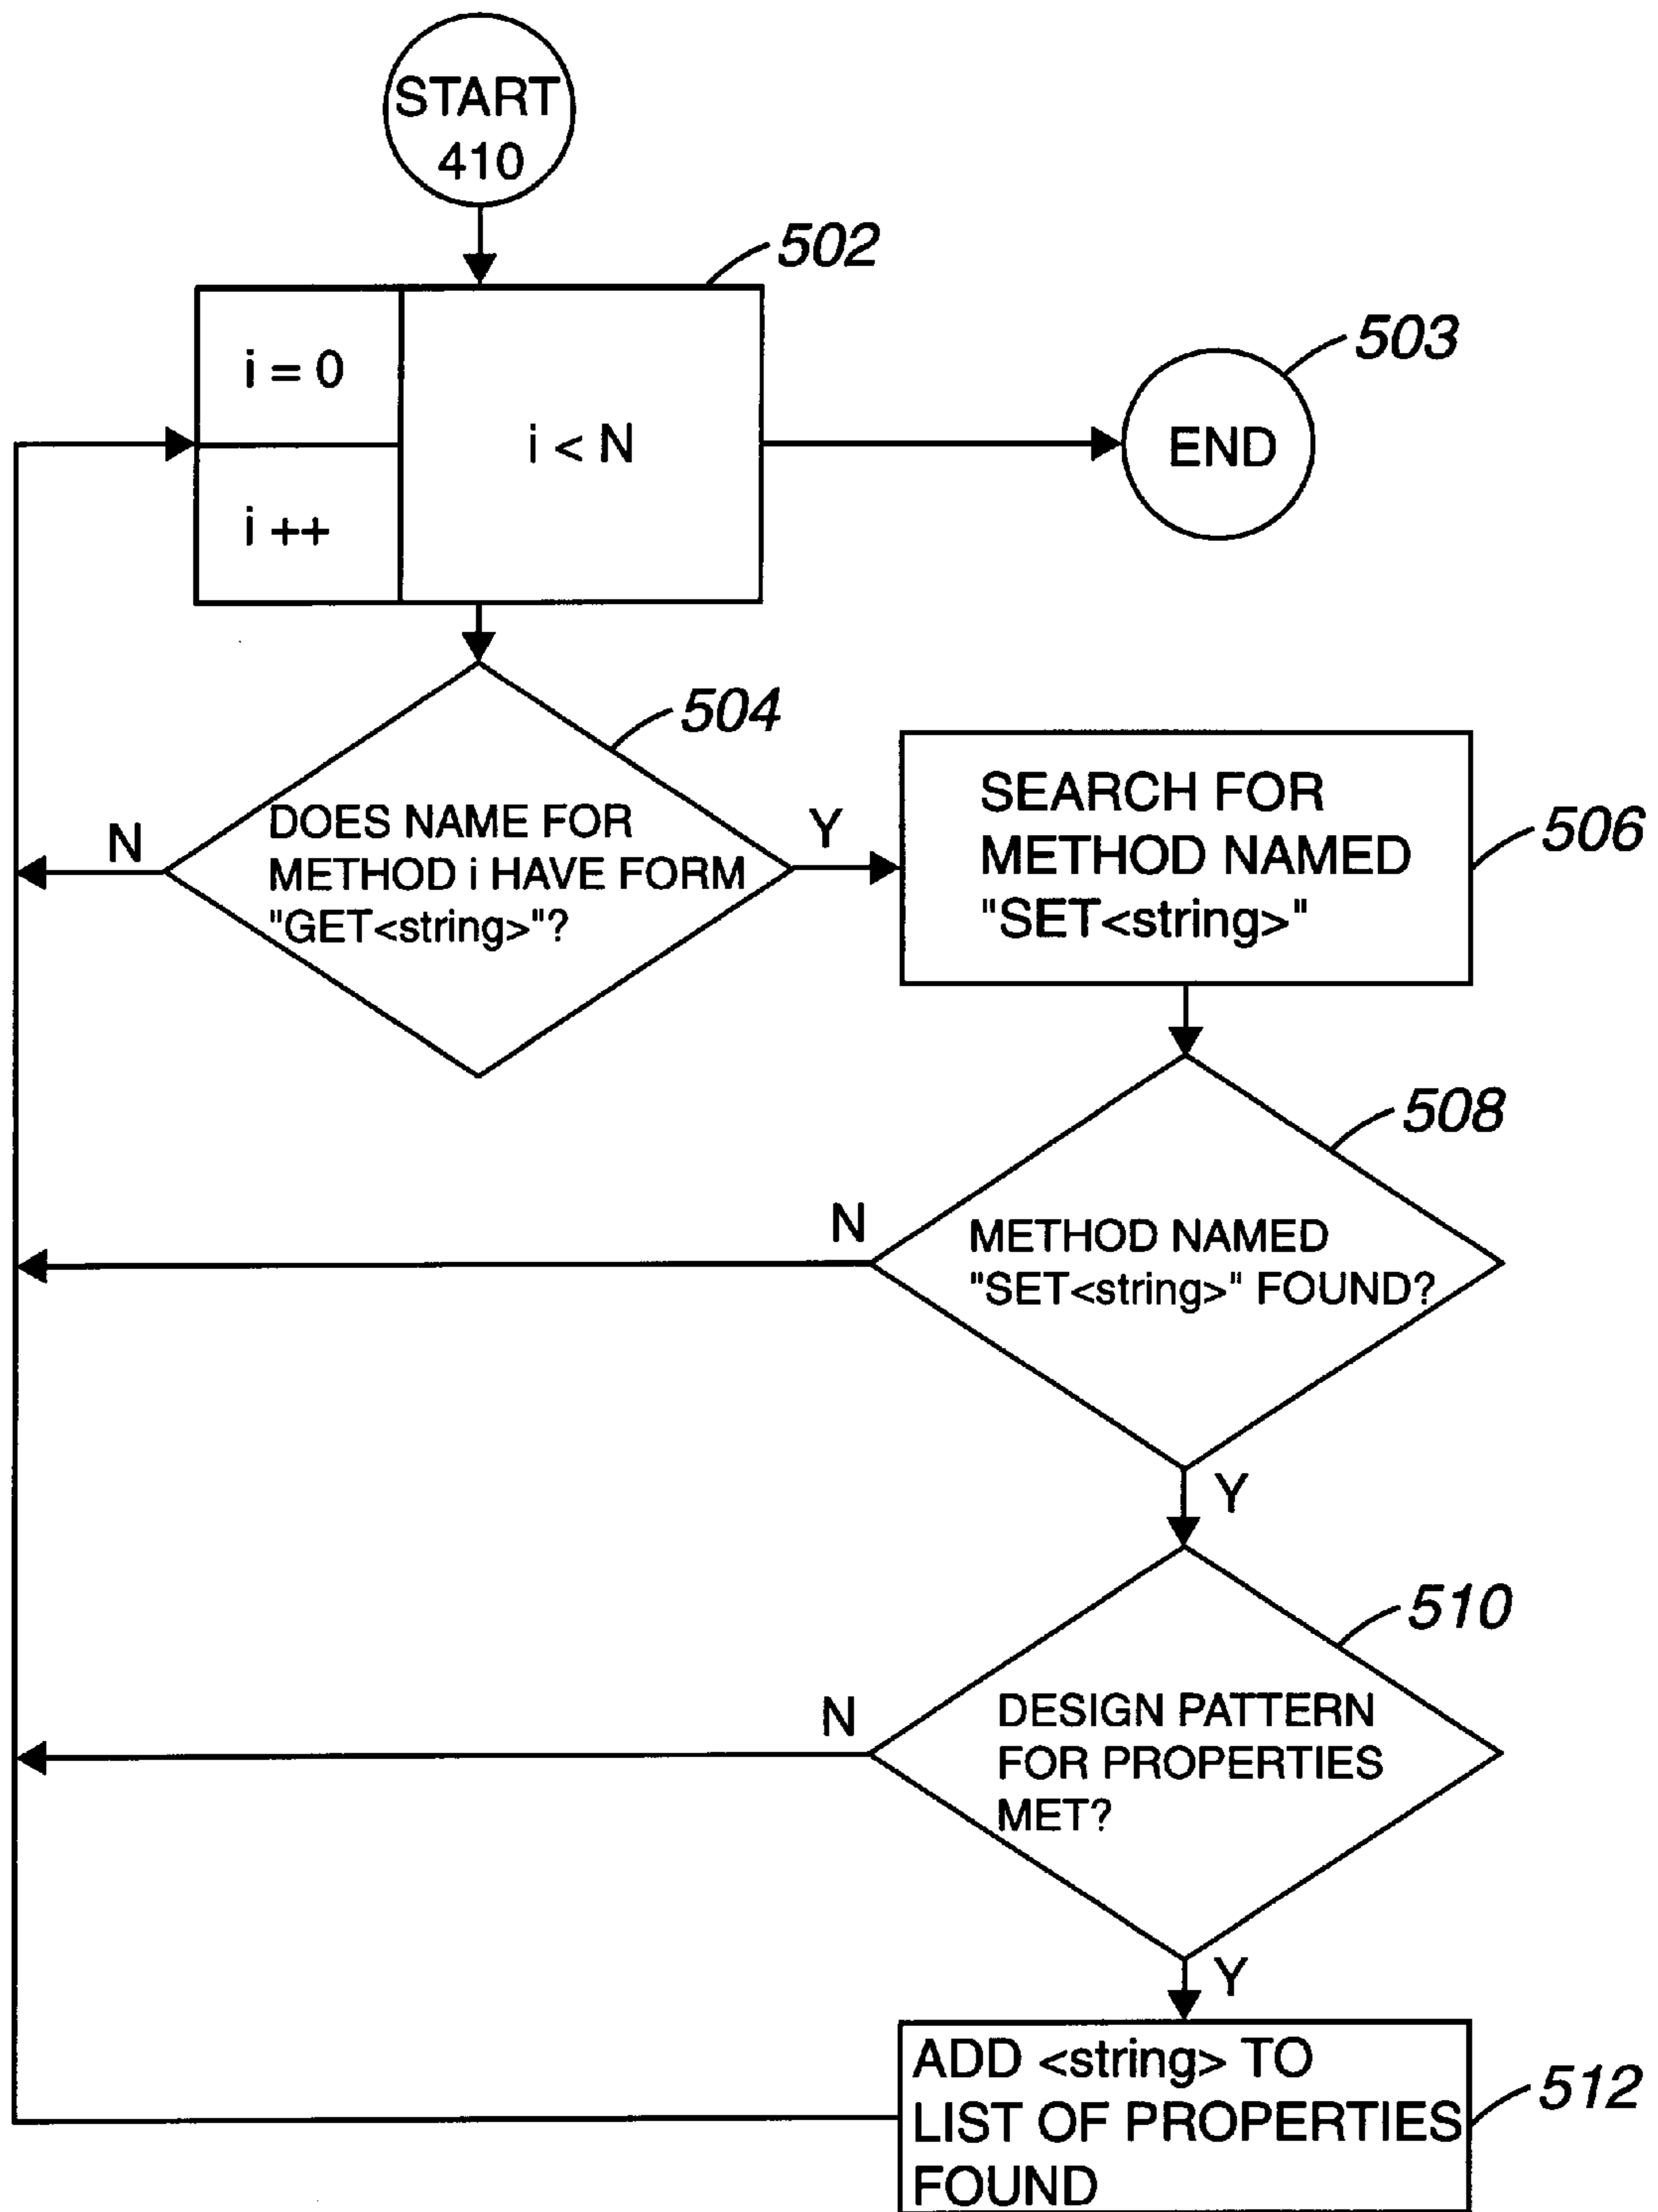 START
410
502
i = 0
i < N
i ++
503
END
504
DOES NAME FOR
METHOD i HAVE FORM
"GET<string>"?
N
Y
SEARCH FOR
METHOD NAMED
"SET<string>"
506
508
METHOD NAMED
"SET<string>" FOUND?
N
Y
510
DESIGN PATTERN
FOR PROPERTIES
MET?
N
Y
ADD <string> TO
LIST OF PROPERTIES
FOUND
512